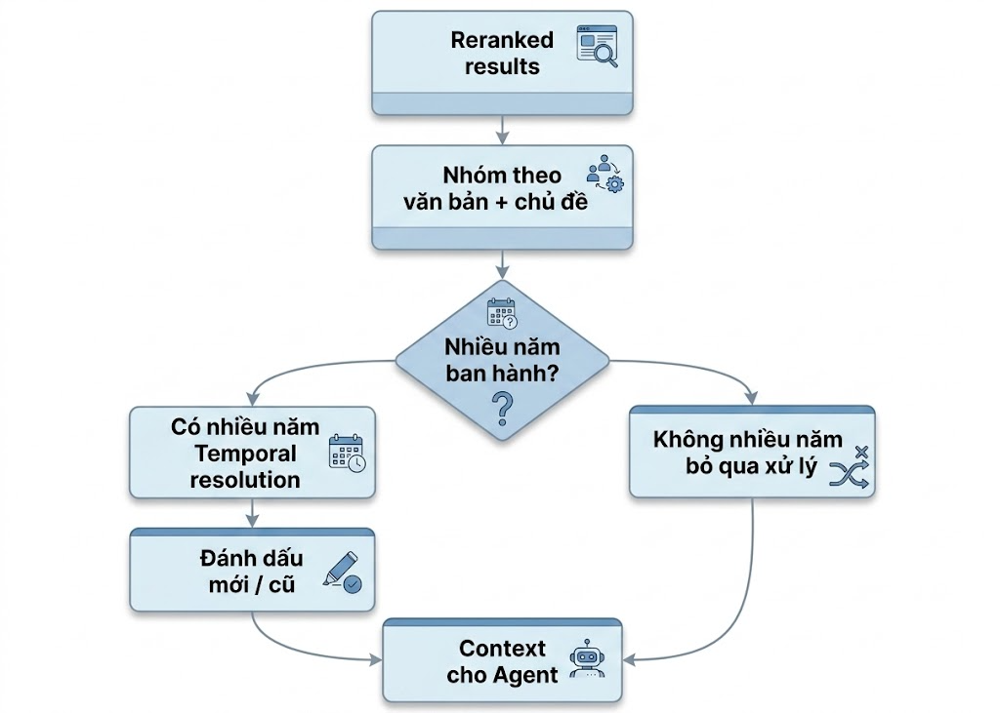 Reranked
results
Nhóm theo
văn bản + chủ đề
?
Nhiều năm
ban hành?
?
Có nhiều năm
Temporal
resolution
Không nhiều năm
bỏ qua xử lý
Đánh dấu
mới / cũ
Context
cho Agent